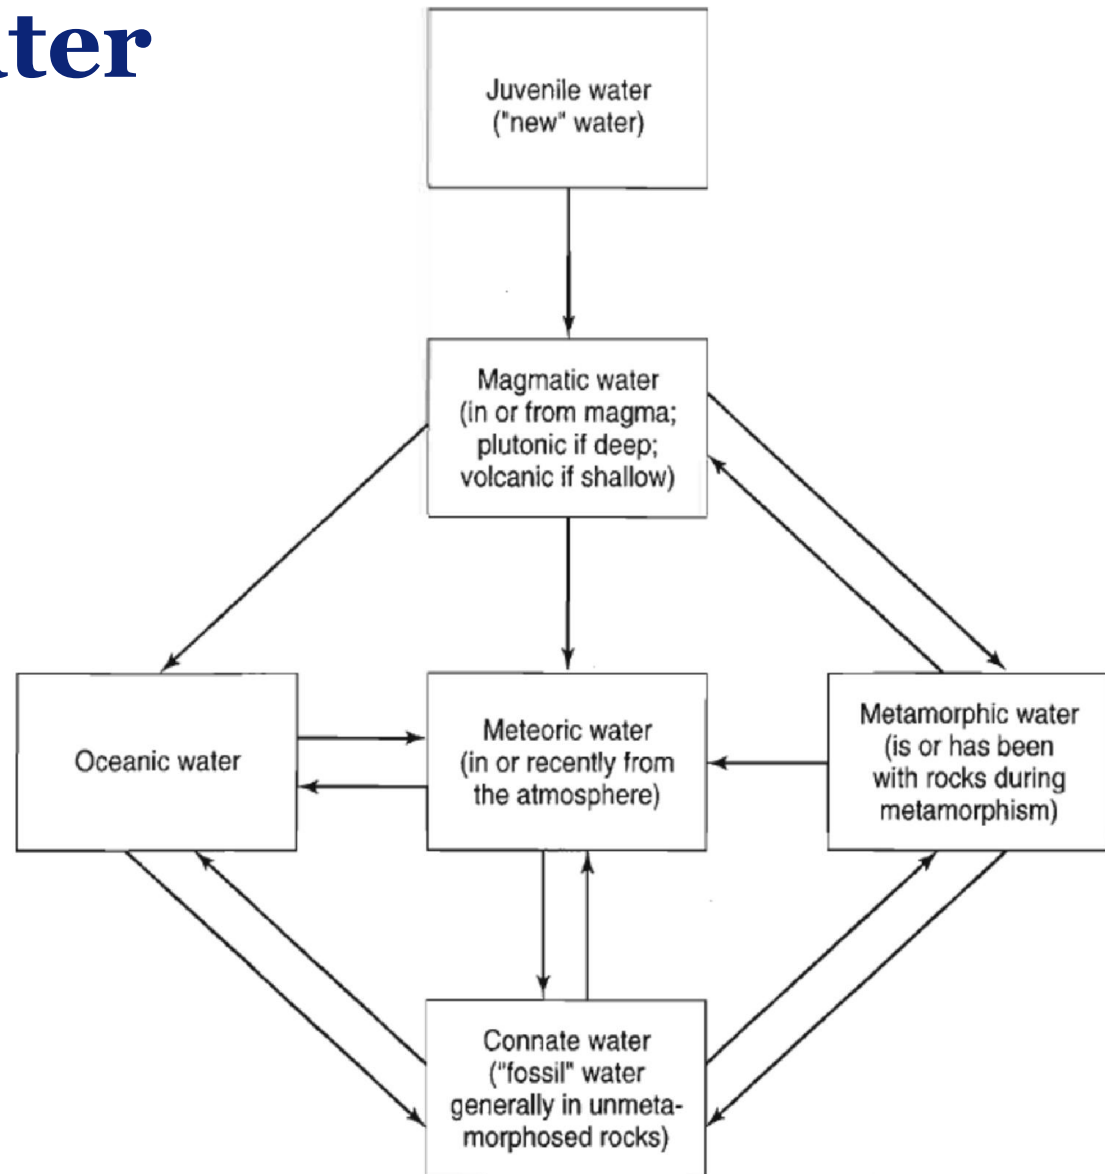 ater
Juvenile water
("new" water)
Magmatic water
(in or from magma;
plutonic if deep;
volcanic if shallow)
Oceanic water
Meteoric water
(in or recently from
the atmosphere)
Metamorphic water
(is or has been
with rocks during
metamorphism)
Connate water
("fossil" water
generally in unmeta-
morphosed rocks)